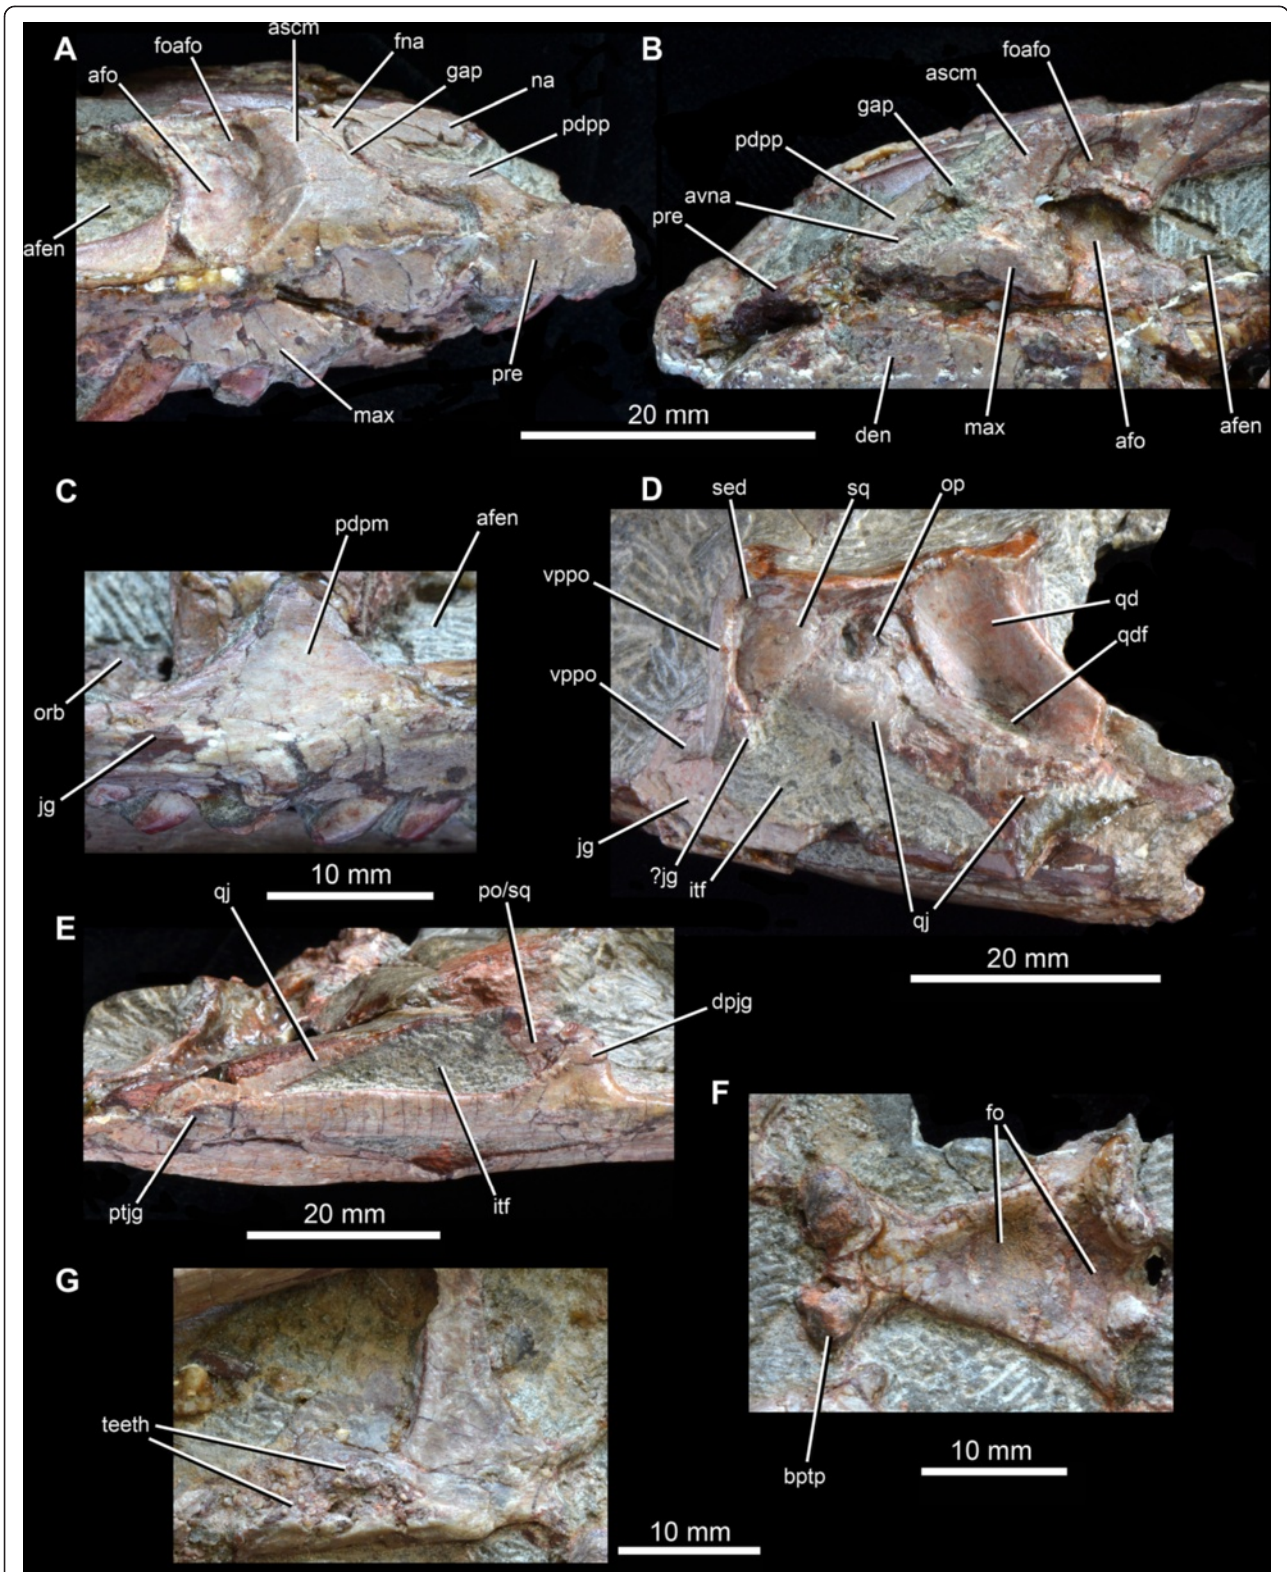 A
afo
foafo
ascm
fna
gap
na
pdpp
afen
pre
max
20 mm
B
foafo
ascm
gap
pdpp
avna
pre
den
max
afo
afen
C
pdpm
afen
orb
jg
10 mm
D
sed
sq
op
vppo
qd
qdf
vppo
jg
?jg
itf
qj
20 mm
E
qj
po/sq
dpjg
ptjg
itf
20 mm
F
fo
bptp
10 mm
G
teeth
10 mm